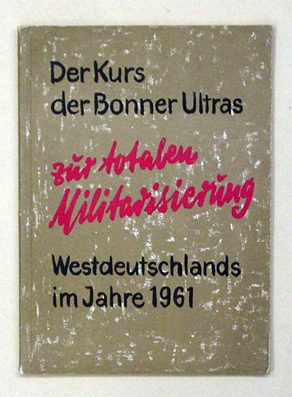 Der Kurs
der Bonner Ultras
zur totalen
Militarisierung
Westdeutschlands
im Jahre 1961